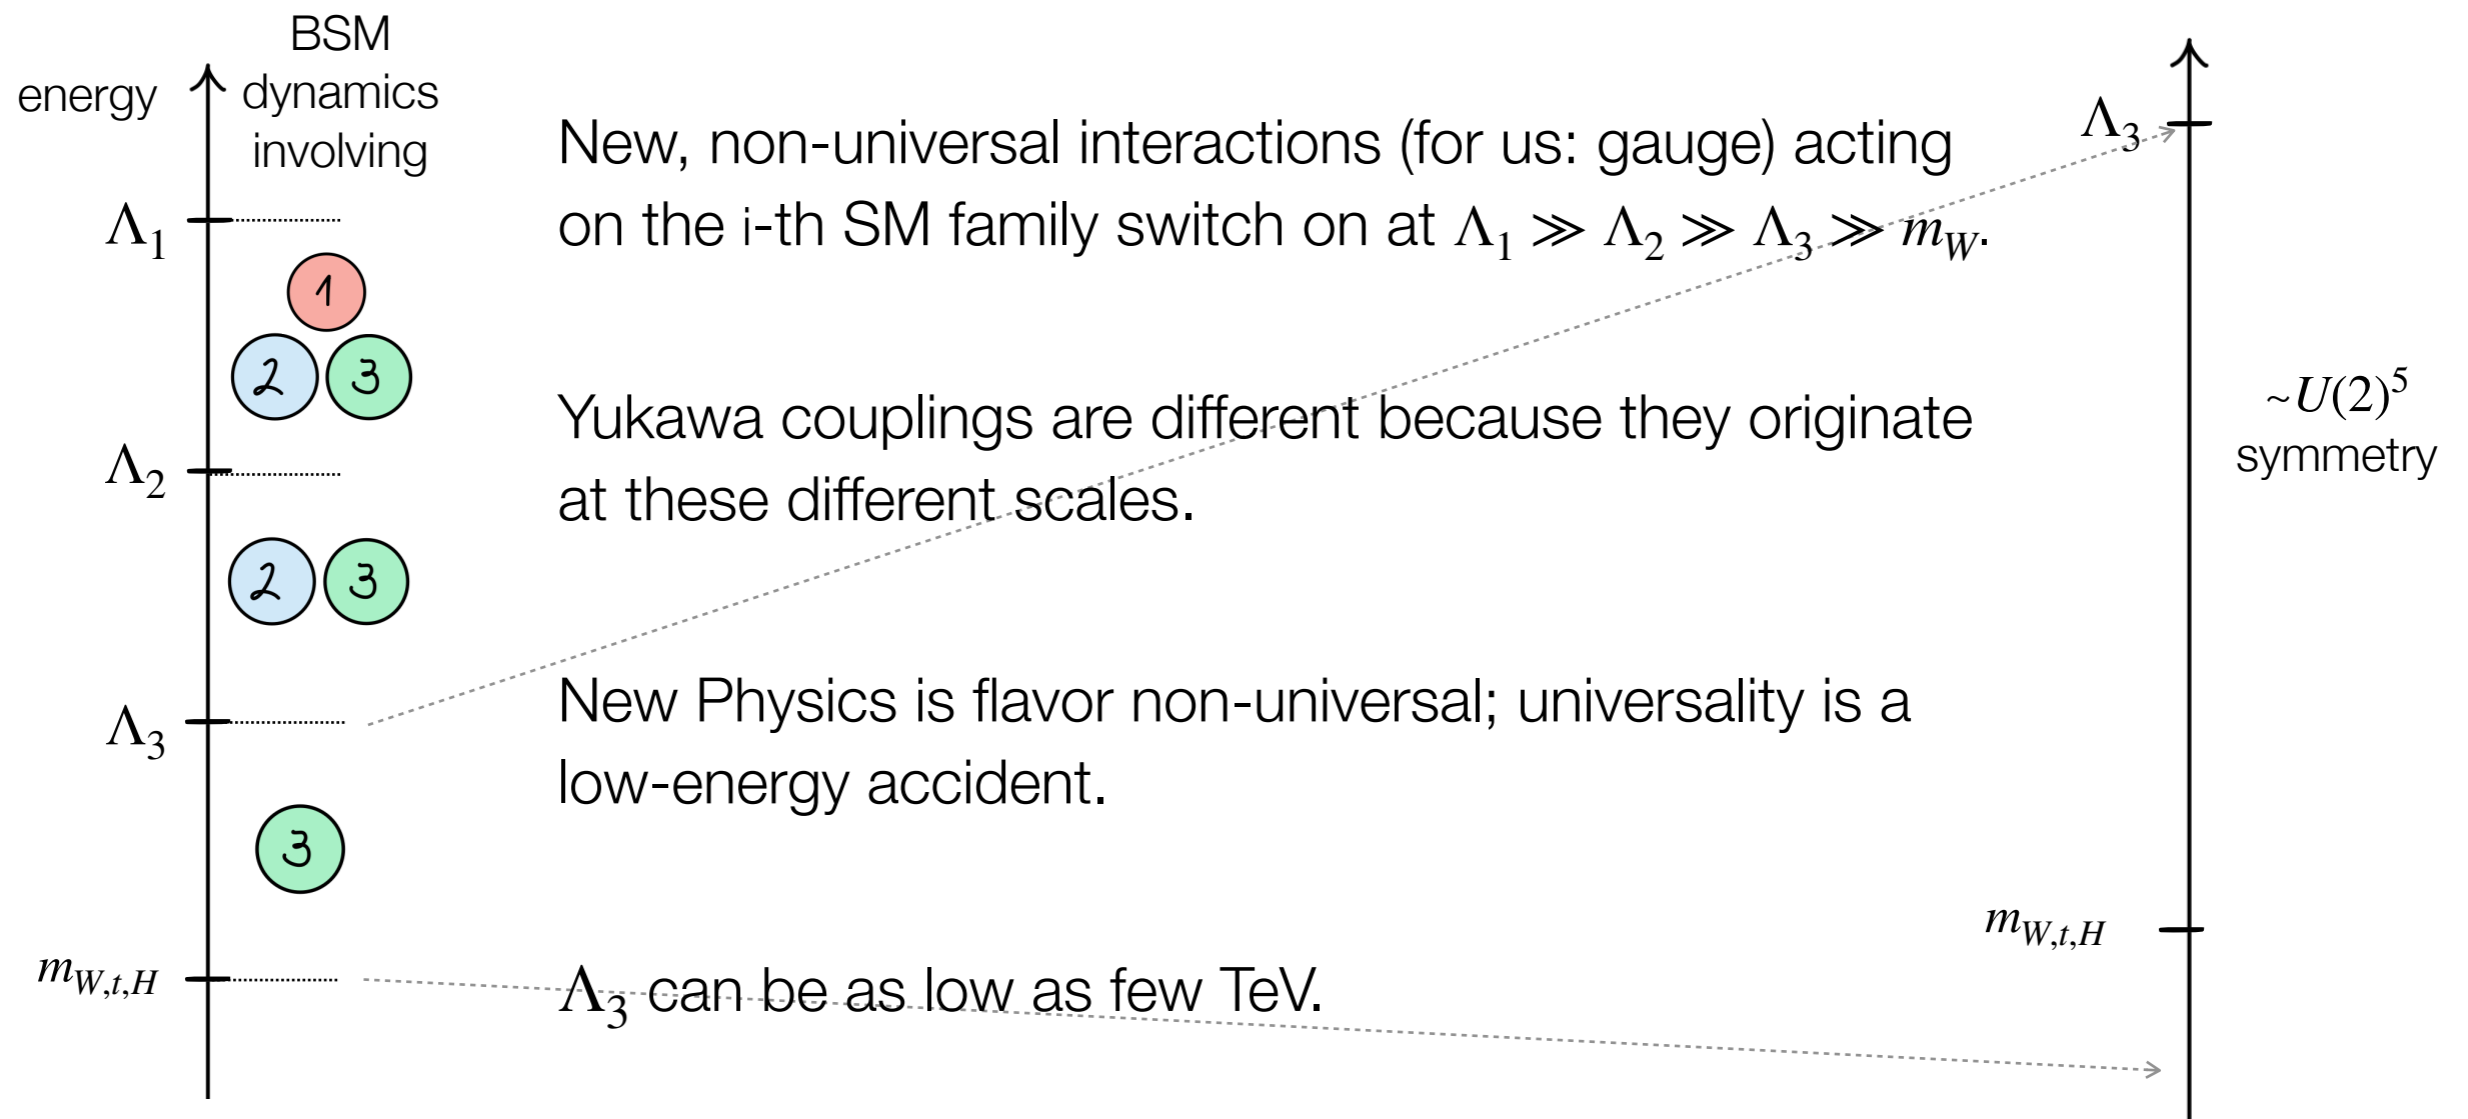 BSM
dynamics
involving
energy
Λ₁
1
2 3
Λ₂
2 3
Λ₃
3
m_{W,t,H}
New, non-universal interactions (for us: gauge) acting
on the i-th SM family switch on at Λ₁ ≫ Λ₂ ≫ Λ₃ ≫ m_W.
Yukawa couplings are different because they originate
at these different scales.
New Physics is flavor non-universal; universality is a
low-energy accident.
Λ₃ can be as low as few TeV.
Λ₃
~U(2)⁵
symmetry
m_{W,t,H}